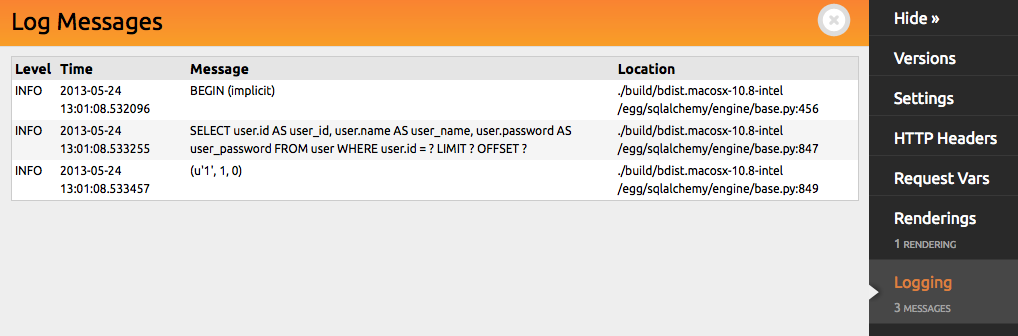 Log Messages
Level Time Message Location
INFO 2013-05-24 BEGIN (implicit) ./build/bdist.macosx-10.8-intel
13:01:08.532096 /egg/sqlalchemy/engine/base.py:456
INFO 2013-05-24 SELECT user.id AS user_id, user.name AS user_name, user.password AS ./build/bdist.macosx-10.8-intel
13:01:08.533255 user_password FROM user WHERE user.id = ? LIMIT ? OFFSET ? /egg/sqlalchemy/engine/base.py:847
INFO 2013-05-24 (u'1', 1, 0) ./build/bdist.macosx-10.8-intel
13:01:08.533457 /egg/sqlalchemy/engine/base.py:849
Hide »
Versions
Settings
HTTP Headers
Request Vars
Renderings
1 RENDERING
Logging
3 MESSAGES